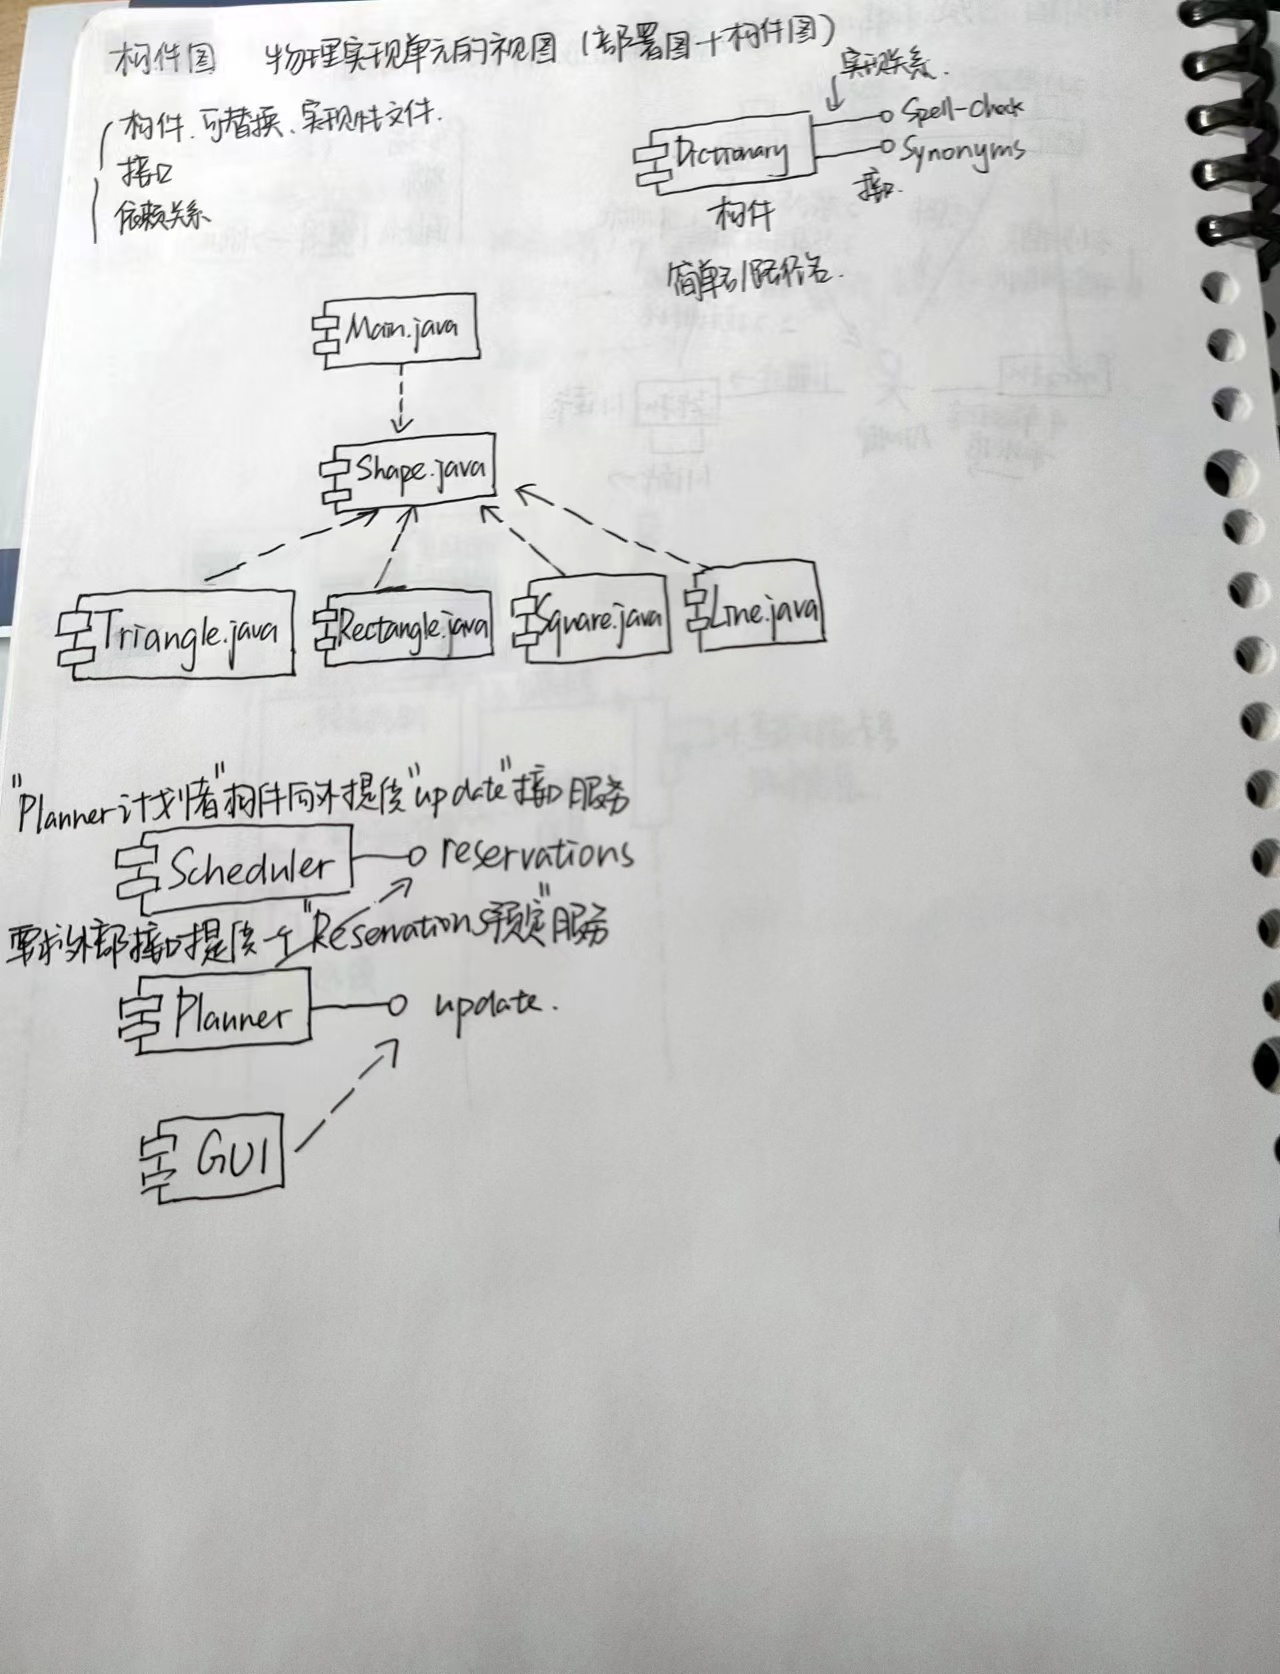 构件图 物理实现单元的视图（部署图+构件图）
构件、可替换、实现性文件.
接口
依赖关系
实现关系.
Dictionary
Spell-check
Synonyms
接口.
构件
简单名/路径名.
Main.java
Shape.java
Triangle.java Rectangle.java Square.java Line.java
"Planner计划者"构件向外提供"update"接口服务
Scheduler reservations
要求外部接口提供一个"Reservations预定"服务
Planner update.
GUI